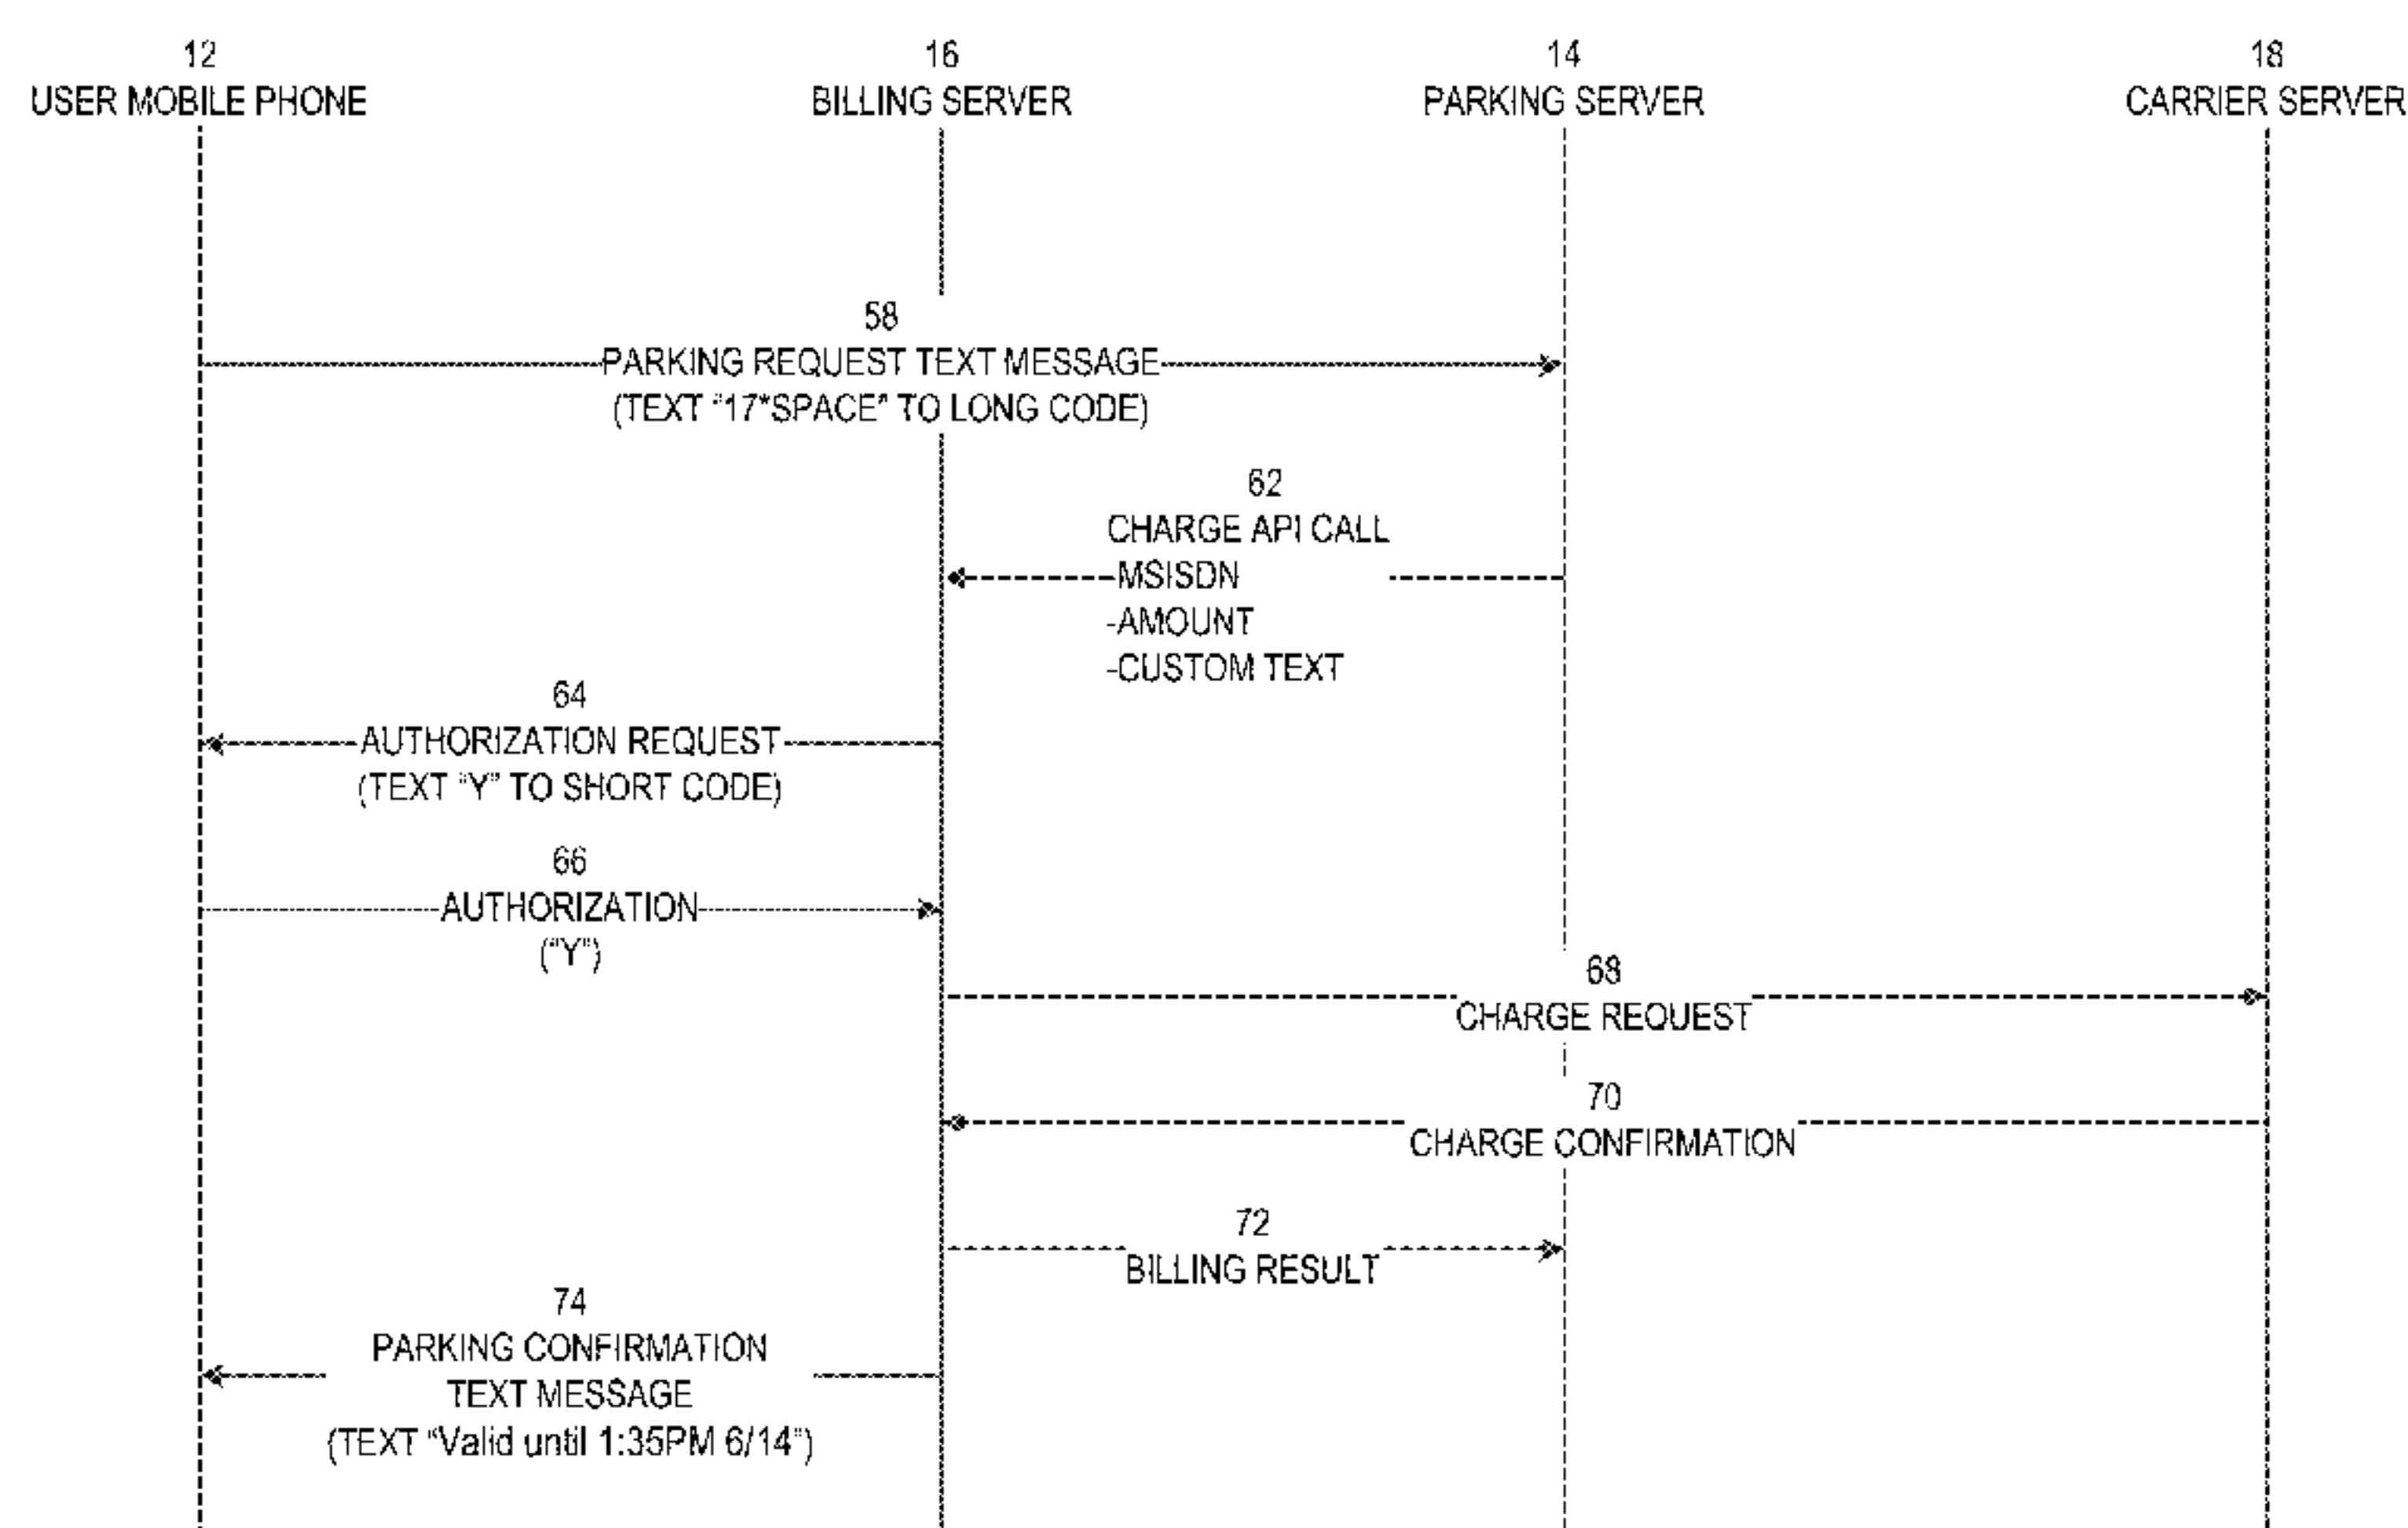 12
USER MOBILE PHONE
16
BILLING SERVER
14
PARKING SERVER
18
CARRIER SERVER
58
PARKING REQUEST TEXT MESSAGE
(TEXT "17*SPACE" TO LONG CODE)
62
CHARGE API CALL
-MSISDN
-AMOUNT
-CUSTOM TEXT
64
AUTHORIZATION REQUEST
(TEXT "Y" TO SHORT CODE)
66
AUTHORIZATION
("Y")
68
CHARGE REQUEST
70
CHARGE CONFIRMATION
72
BILLING RESULT
74
PARKING CONFIRMATION
TEXT MESSAGE
(TEXT "Valid until 1:35PM 6/14")